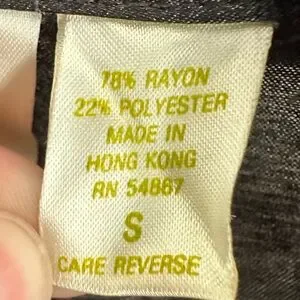 78% RAYON
22% POLYESTER
MADE IN
HONG KONG
RN 54867
S
CARE REVERSE